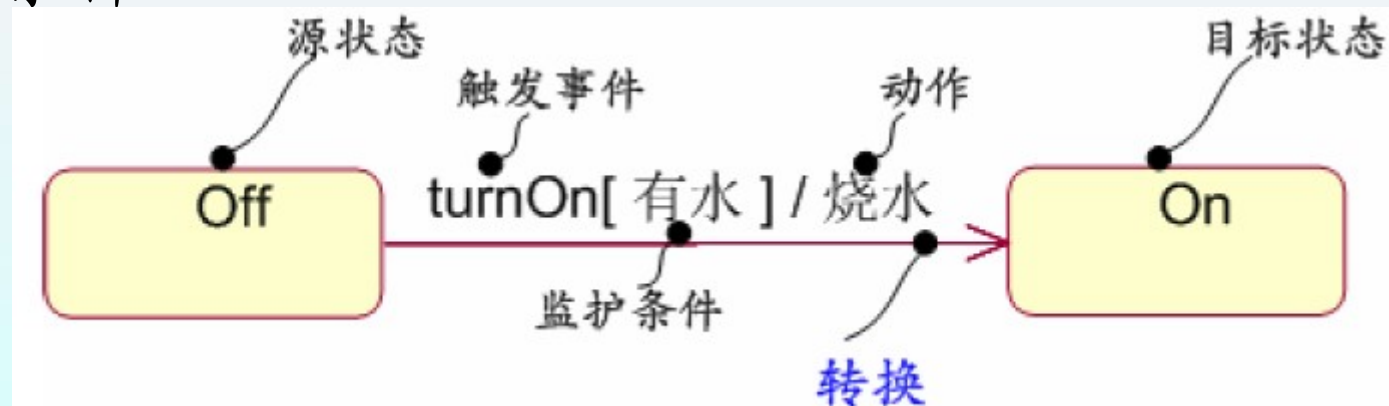 源状态
目标状态
触发事件
动作
Off
turnOn[ 有水 ] / 烧水
On
监护条件
转换